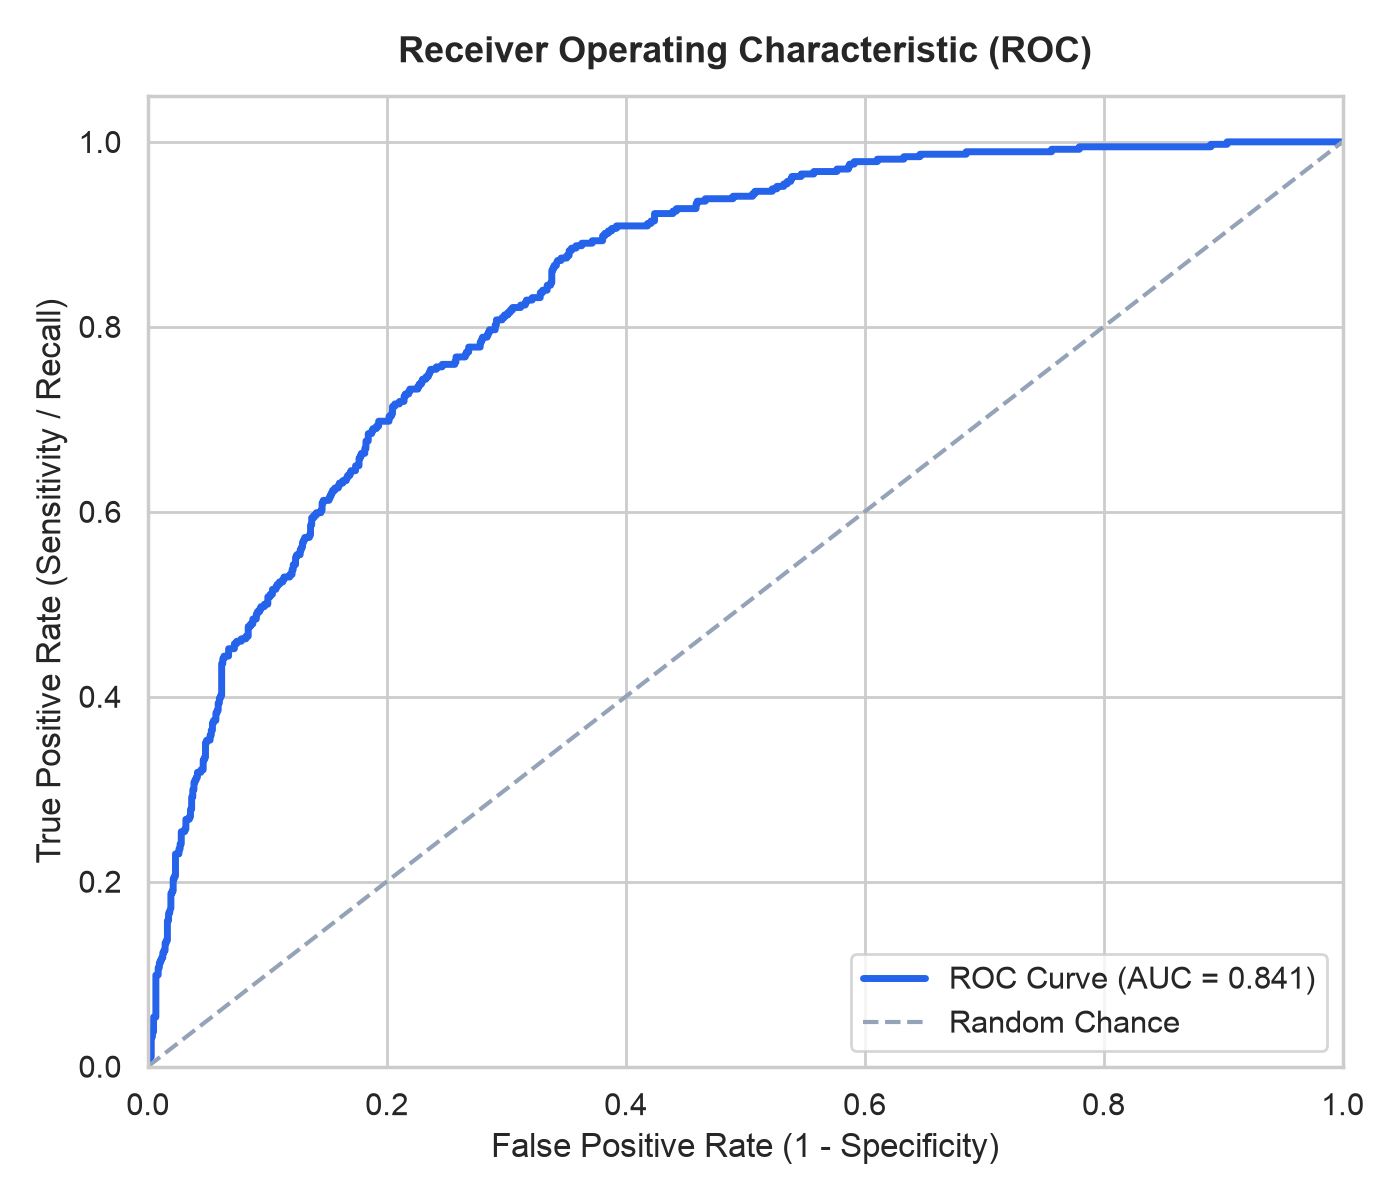 Receiver Operating Characteristic (ROC)
True Positive Rate (Sensitivity / Recall)
1.0
0.8
0.6
0.4
0.2
0.0
ROC Curve (AUC = 0.841)
Random Chance
0.0 0.2 0.4 0.6 0.8 1.0
False Positive Rate (1 - Specificity)